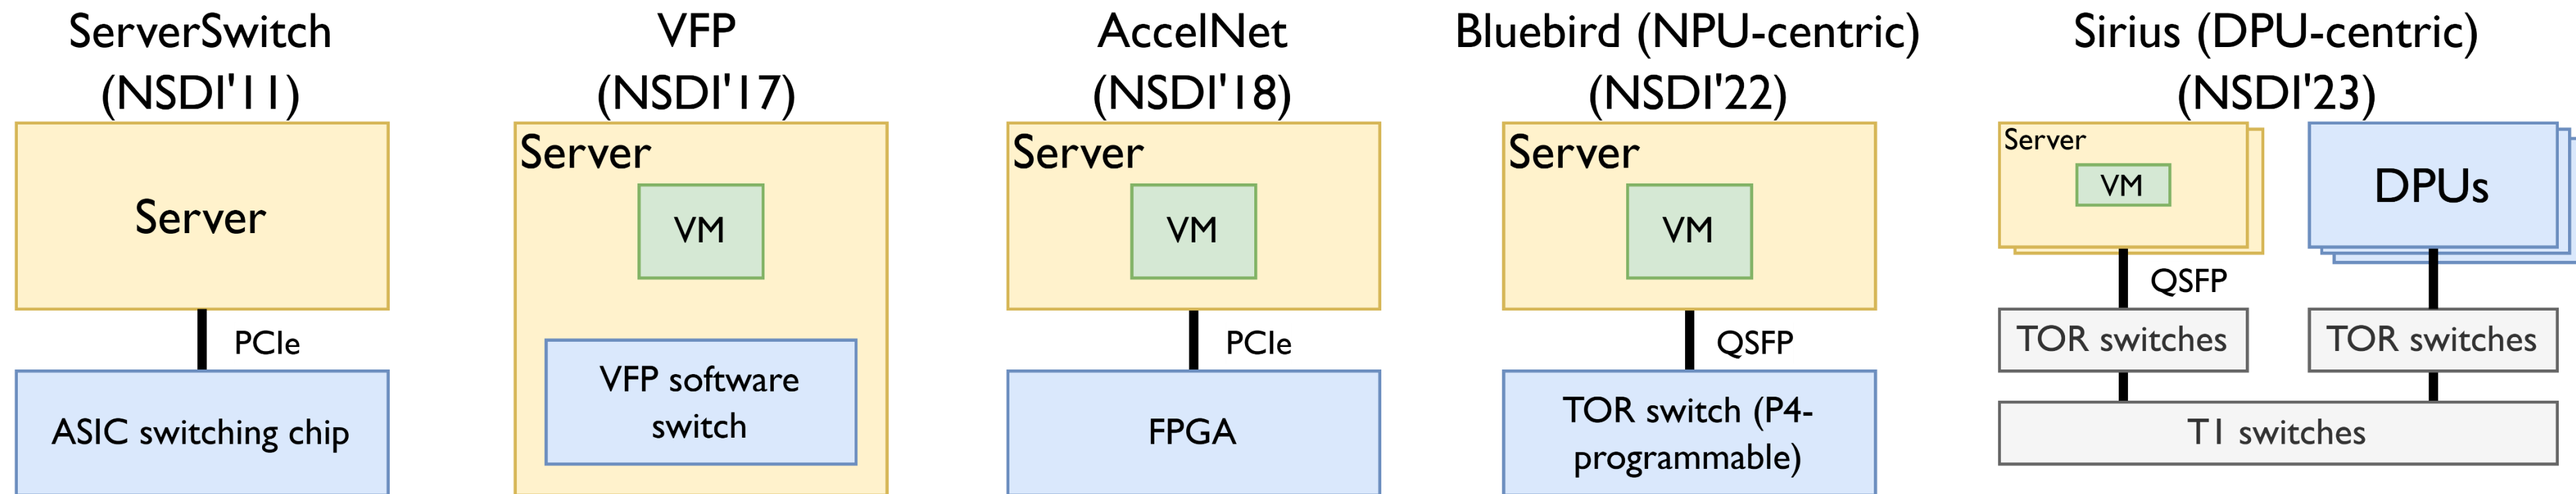 ServerSwitch
(NSDI'11)
Server
PCIe
ASIC switching chip
VFP
(NSDI'17)
Server
VM
VFP software
switch
AccelNet
(NSDI'18)
Server
VM
PCIe
FPGA
Bluebird (NPU-centric)
(NSDI'22)
Server
VM
QSFP
TOR switch (P4-
programmable)
Sirius (DPU-centric)
(NSDI'23)
Server
VM
DPUs
QSFP
TOR switches
TOR switches
T1 switches